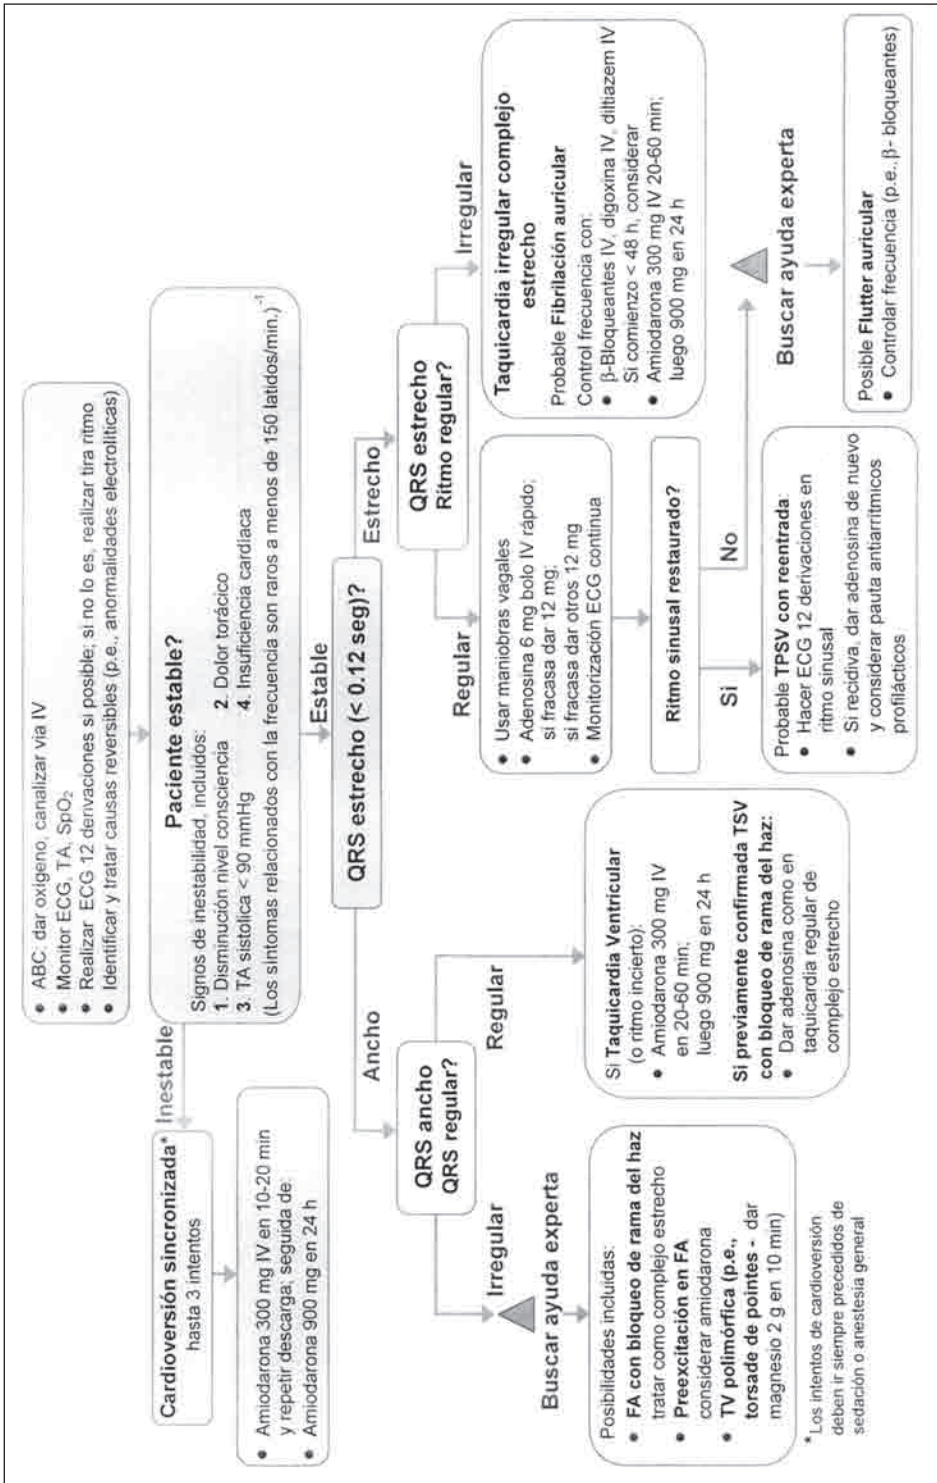 ● ABC: dar oxígeno, canalizar via IV
● Monitor ECG, TA, SpO₂
● Realizar ECG 12 derivaciones si posible; si no lo es, realizar tira ritmo
● Identificar y tratar causas reversibles (p.e., anormalidades electrolíticas)
Paciente estable?
Signos de inestabilidad, incluidos:
1. Disminución nivel consciencia 2. Dolor torácico
3. TA sistólica < 90 mmHg 4. Insuficiencia cardiaca
(Los síntomas relacionados con la frecuencia son raros a menos de 150 latidos/min.)⁻¹
Inestable
Cardioversión sincronizada*
hasta 3 intentos
● Amiodarona 300 mg IV en 10-20 min
y repetir descarga; seguida de:
● Amiodarona 900 mg en 24 h
Estable
QRS estrecho (< 0.12 seg)?
Ancho
Estrecho
QRS ancho
QRS regular?
Irregular
Regular
Buscar ayuda experta
Posibilidades incluidas:
● FA con bloqueo de rama del haz
tratar como complejo estrecho
● Preexcitación en FA
considerar amiodarona
● TV polimórfica (p.e.,
torsade de pointes - dar
magnesio 2 g en 10 min)
Si Taquicardia Ventricular
(o ritmo incierto):
● Amiodarona 300 mg IV
en 20-60 min;
luego 900 mg en 24 h
Si previamente confirmada TSV
con bloqueo de rama del haz:
● Dar adenosina como en
taquicardia regular de
complejo estrecho
QRS estrecho
Ritmo regular?
Regular
Irregular
● Usar maniobras vagales
● Adenosina 6 mg bolo IV rápido;
si fracasa dar 12 mg;
si fracasa dar otros 12 mg
● Monitorización ECG continua
Taquicardia irregular complejo
estrecho
Probable Fibrilación auricular
Control frecuencia con:
● β-Bloqueantes IV, digoxina IV, diltiazem IV
Si comienzo < 48 h, considerar
● Amiodarona 300 mg IV 20-60 min;
luego 900 mg en 24 h
Ritmo sinusal restaurado?
Si
No
Probable TPSV con reentrada:
● Hacer ECG 12 derivaciones en
ritmo sinusal
● Si recidiva, dar adenosina de nuevo
y considerar pauta antiarrítmicos
profilácticos
Buscar ayuda experta
Posible Flutter auricular
● Controlar frecuencia (p.e., β- bloqueantes)
* Los intentos de cardioversión
deben ir siempre precedidos de
sedación o anestesia general